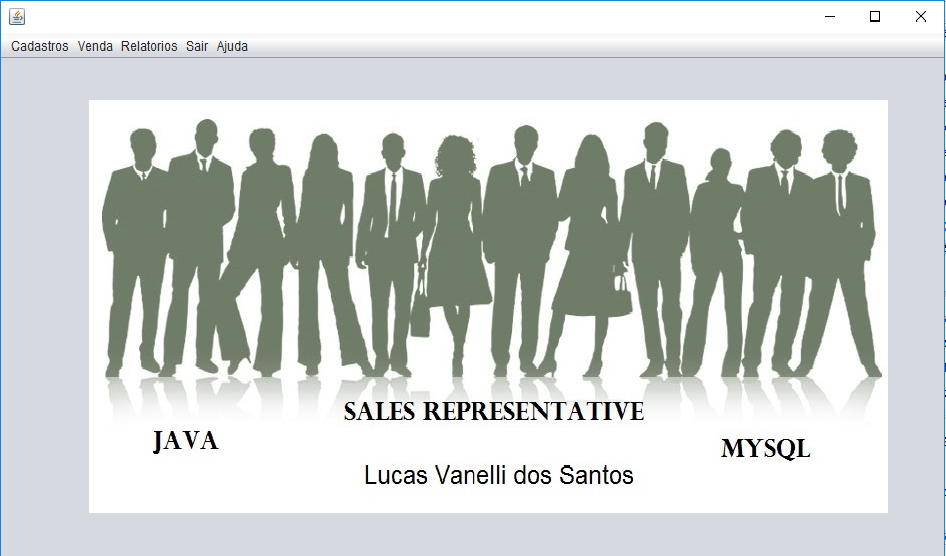 Cadastros Venda Relatorios Sair Ajuda
SALES REPRESENTATIVE
JAVA
MYSQL
Lucas Vanelli dos Santos